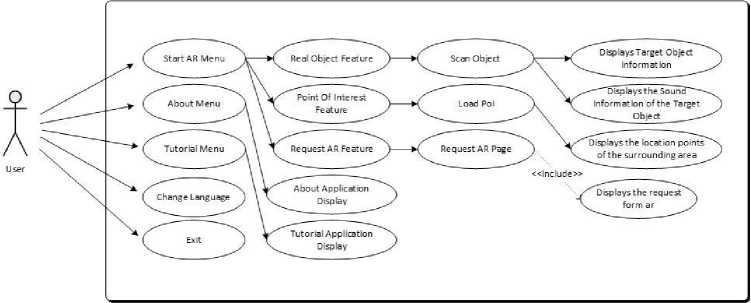 Start AR Menu
Real Object Feature
Scan Object
Displays Target Object
Information
About Menu
Point Of Interest
Feature
Load PoI
Displays the Sound
Information of the Target
Object
Tutorial Menu
Request AR Feature
Request AR Page
Displays the location points
of the surrounding area
User
<<include>>
Change Language
About Application
Display
Displays the request
form ar
Exit
Tutorial Application
Display